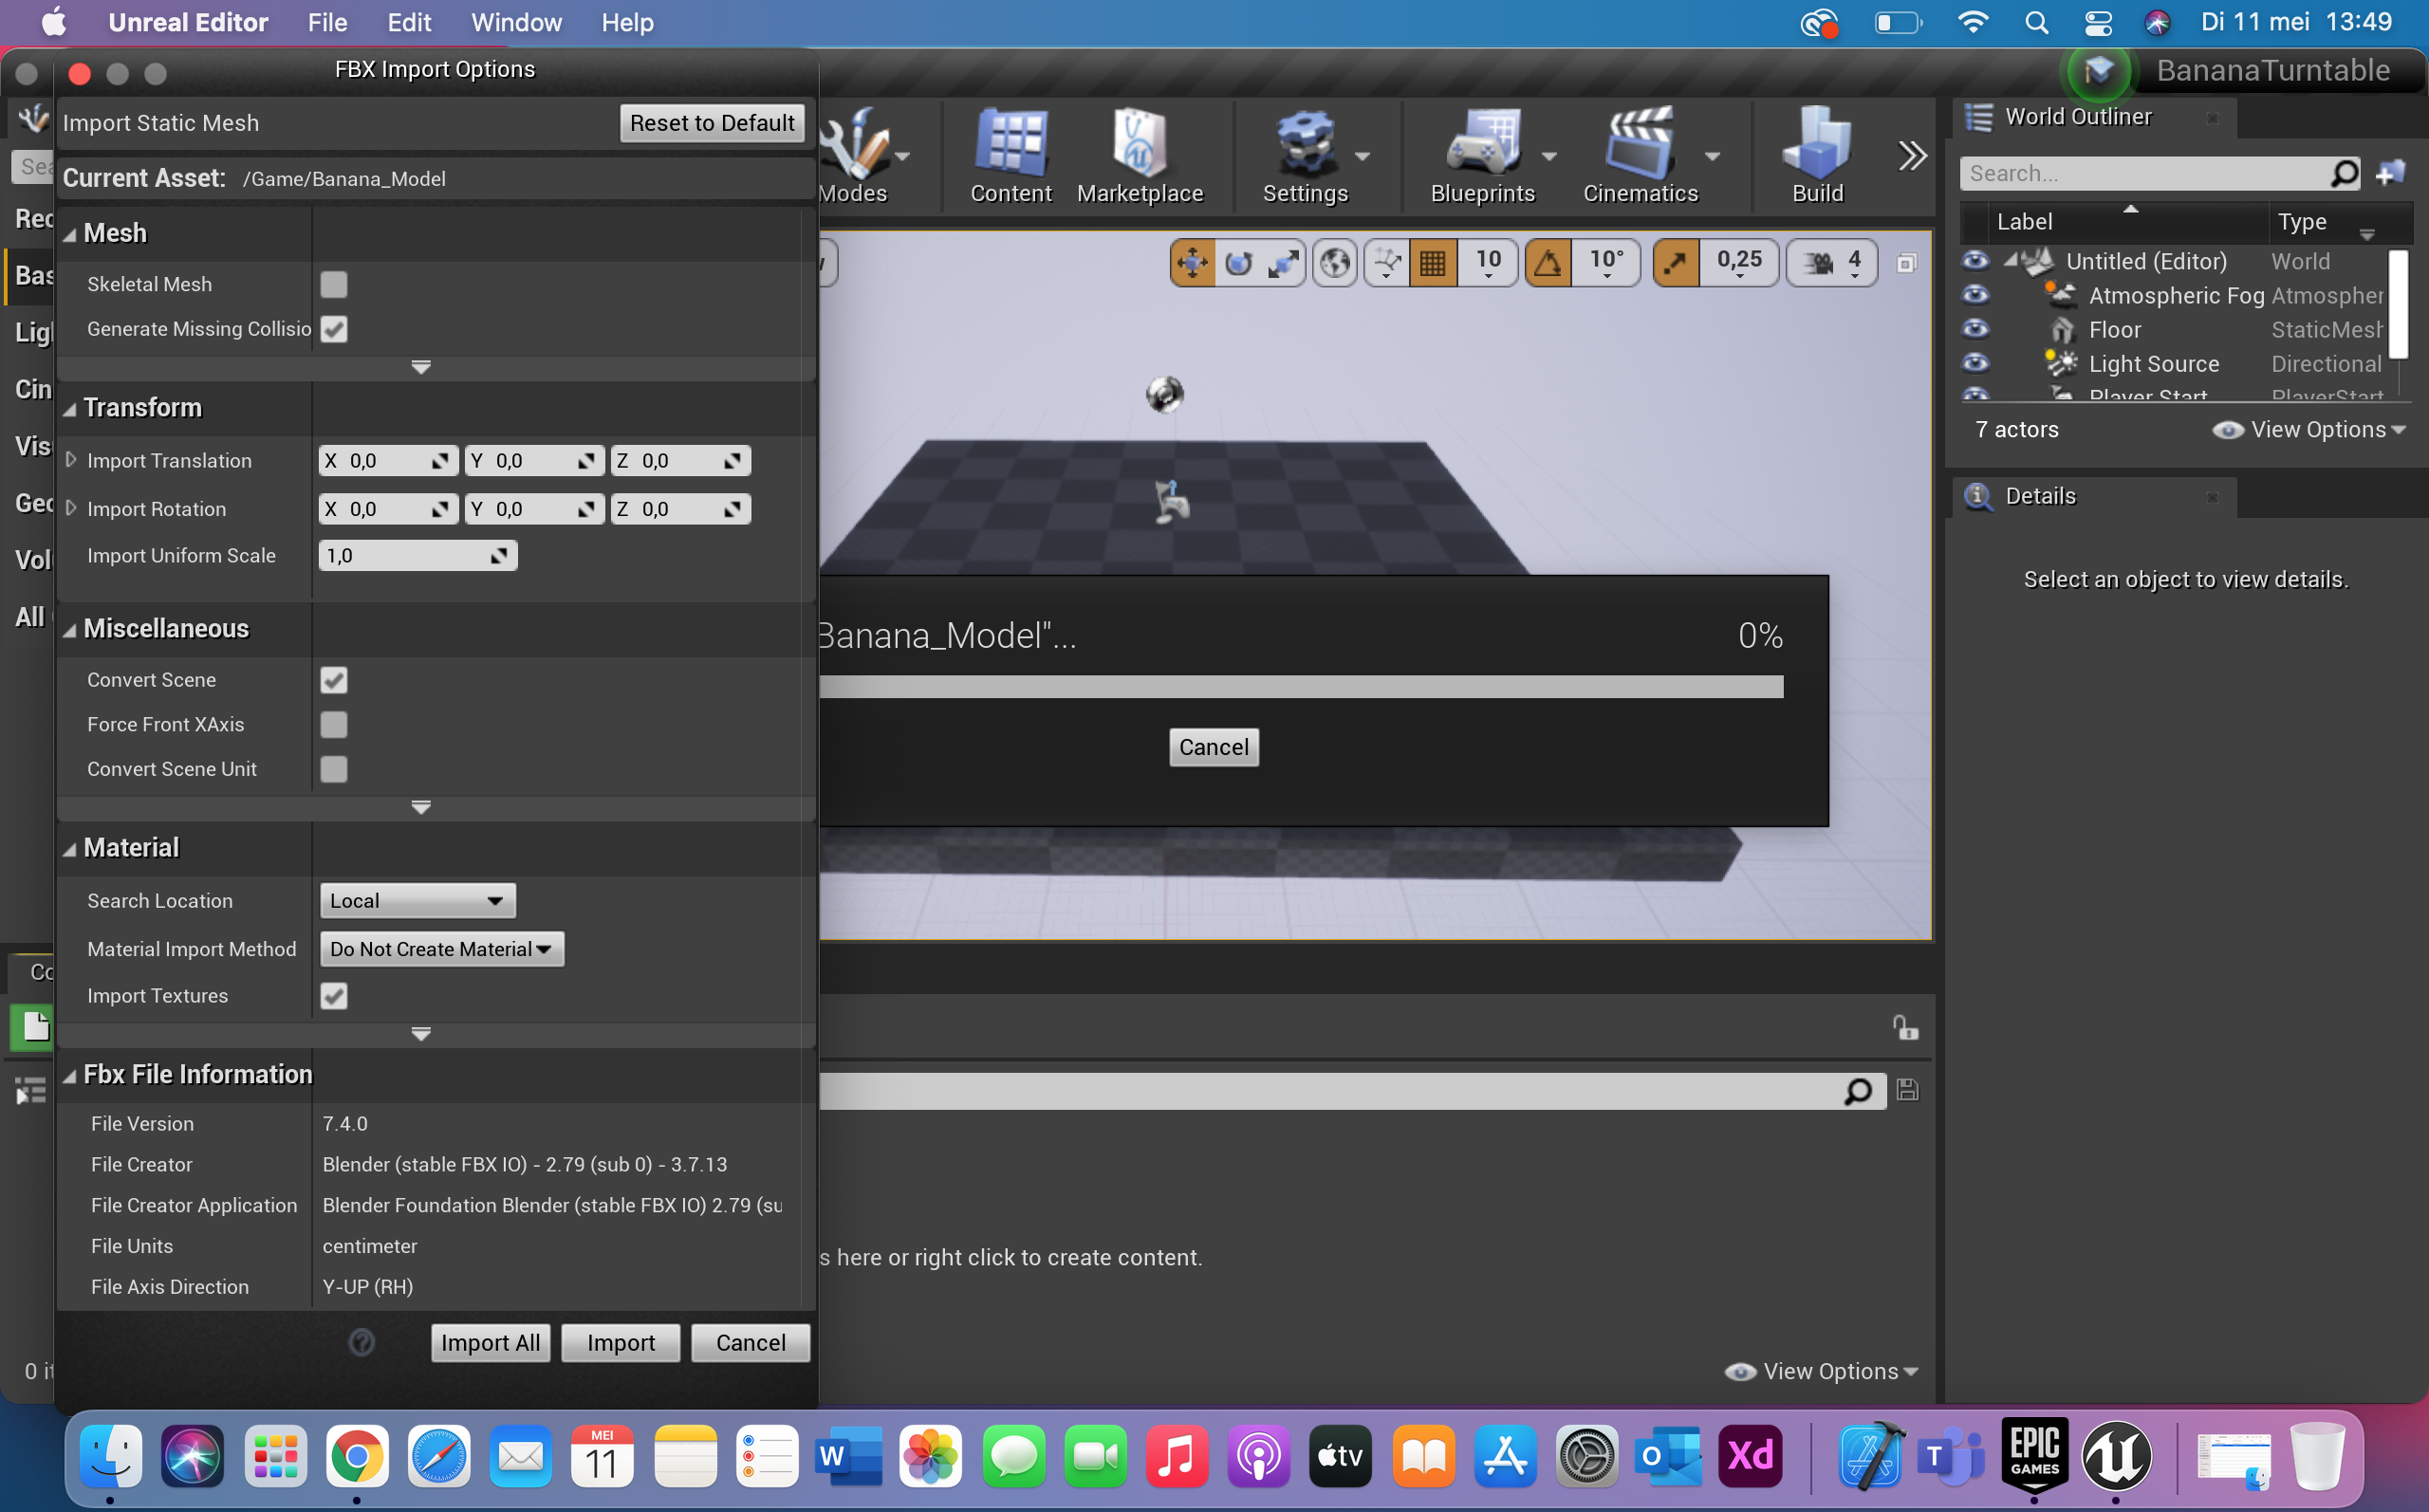 Unreal Editor File Edit Window Help Di 11 mei 13:49
FBX Import Options
BananaTurntable
Import Static Mesh
Reset to Default
Current Asset: /Game/Banana_Model
Mesh
Skeletal Mesh
Generate Missing Collisio
Transform
Import Translation X 0,0 Y 0,0 Z 0,0
Import Rotation X 0,0 Y 0,0 Z 0,0
Import Uniform Scale 1,0
Miscellaneous
Convert Scene
Force Front XAxis
Convert Scene Unit
Material
Search Location Local
Material Import Method Do Not Create Material
Import Textures
Fbx File Information
File Version 7.4.0
File Creator Blender (stable FBX IO) - 2.79 (sub 0) - 3.7.13
File Creator Application Blender Foundation Blender (stable FBX IO) 2.79 (su
File Units centimeter
File Axis Direction Y-UP (RH)
Import All Import Cancel
Sea
Rec
Bas
Ligh
Cin
Vis
Geo
Vol
All
Co
0 it
Modes Content Marketplace Settings Blueprints Cinematics Build
10 10° 0,25 4
Banana_Model"... 0%
Cancel
s here or right click to create content.
View Options
World Outliner
Search...
Label Type
Untitled (Editor) World
Atmospheric Fog Atmospher
Floor StaticMesh
Light Source Directional
Player Start PlayerStart
7 actors View Options
Details
Select an object to view details.
MEI
11
W
tv
O
Xd
T
EPIC
GAMES